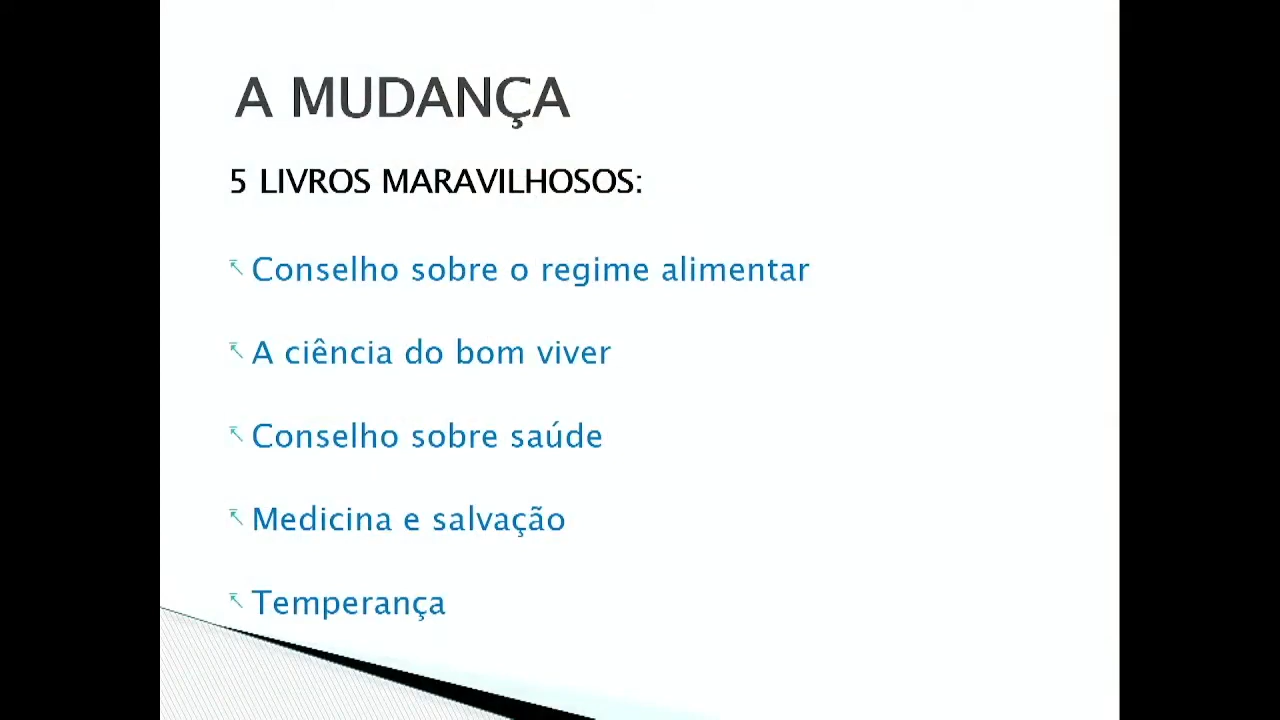 A MUDANÇA
5 LIVROS MARAVILHOSOS:
Conselho sobre o regime alimentar
A ciência do bom viver
Conselho sobre saúde
Medicina e salvação
Temperança